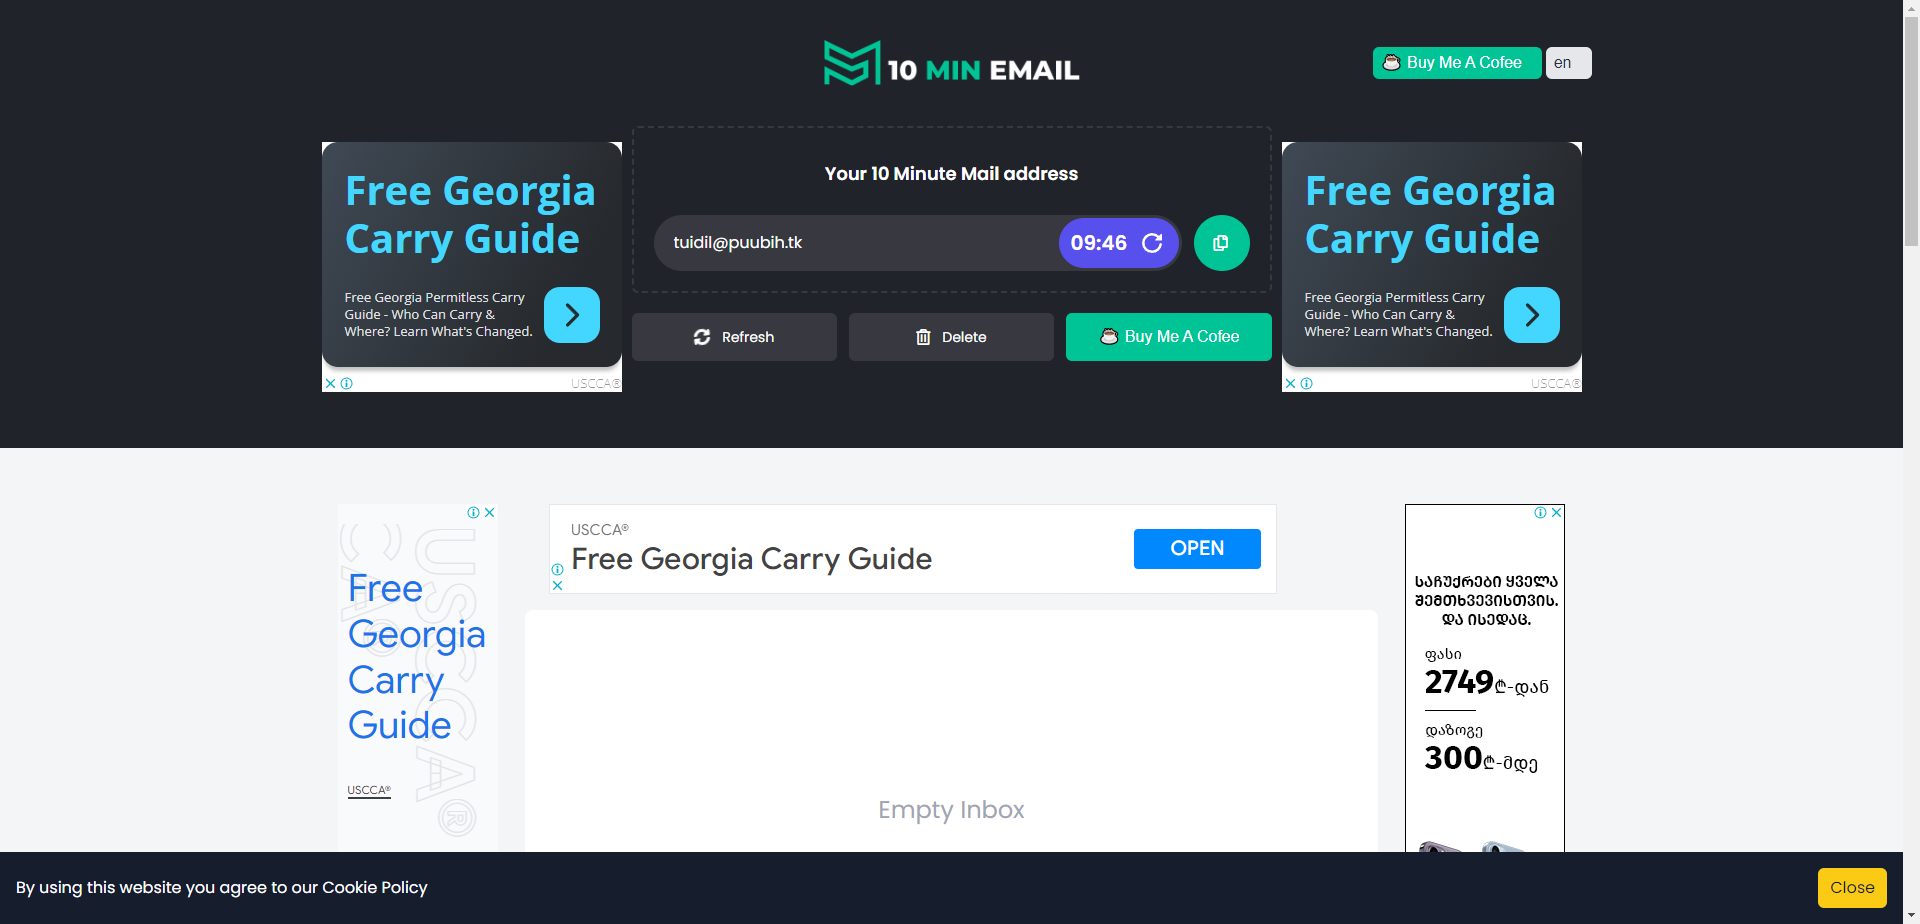 10 MIN EMAIL
Buy Me A Cofee
en
Free Georgia
Carry Guide
Free Georgia Permitless Carry
Guide - Who Can Carry &
Where? Learn What's Changed.
USCCA®
Your 10 Minute Mail address
tuidil@puubih.tk
09:46
Refresh
Delete
Buy Me A Cofee
Free Georgia
Carry Guide
Free Georgia Permitless Carry
Guide - Who Can Carry &
Where? Learn What's Changed.
USCCA®
USCCA®
Free
Georgia
Carry
Guide
USCCA®
USCCA®
Free Georgia Carry Guide
OPEN
Empty Inbox
საჩუქრები ყველა
შემთხვევისთვის.
და ისედაც.
ფასი
2749₾-დან
დაზოგე
300₾-მდე
By using this website you agree to our Cookie Policy
Close